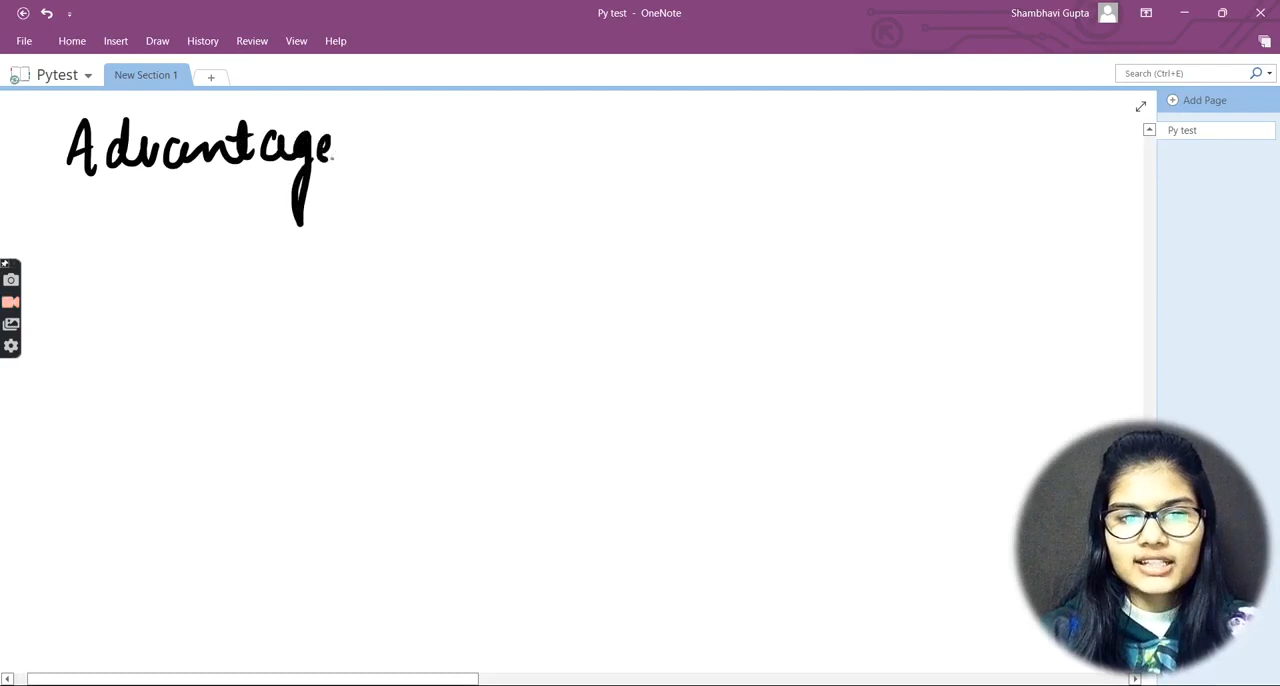 Py test - OneNote
Shambhavi Gupta
File Home Insert Draw History Review View Help
Pytest
New Section 1
+
Search (Ctrl+E)
Add Page
Py test
Advantage